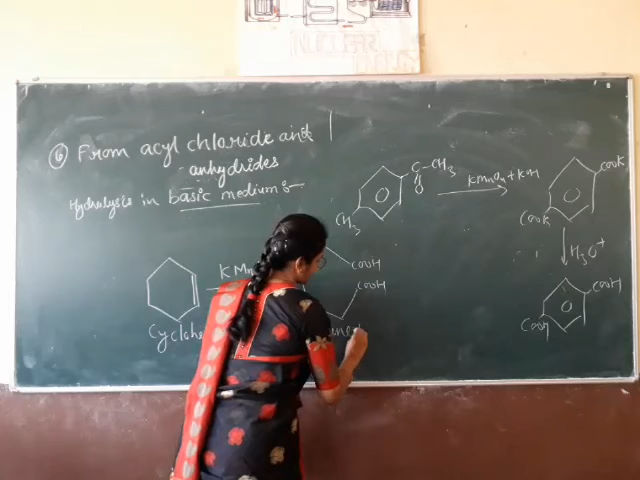 NUCLEAR
⑥ From acyl chloride and
anhydrides
Hydrolysis in basic medium :-
C-CH3
O
CH3
KMnO4 + KOH
COOK
COOK
H3O+
COOH
COOH
KMn
COOH
COOH
Cyclohe